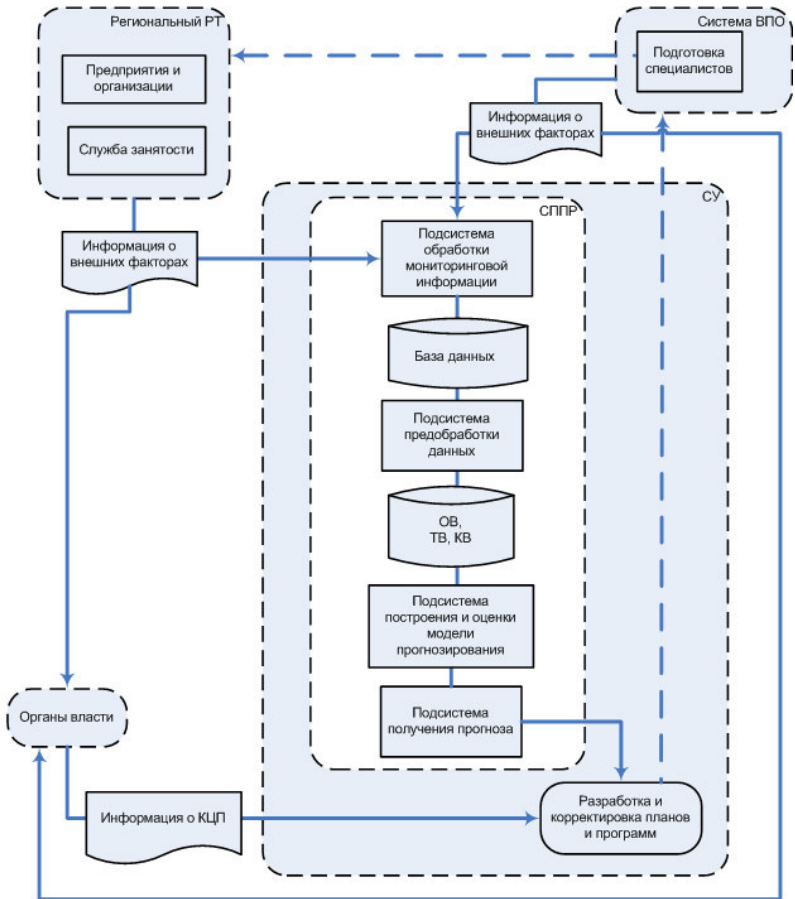 Региональный РТ
Предприятия и
организации
Служба занятости
Система ВПО
Подготовка
специалистов
Информация о
внешних факторах
СУ
СППР
Информация о
внешних факторах
Подсистема
обработки
мониторинговой
информации
База данных
Подсистема
предобработки
данных
ОВ,
ТВ, КВ
Подсистема
построения и оценки
модели
прогнозирования
Подсистема
получения прогноза
Органы власти
Информация о КЦП
Разработка и
корректировка планов
и программ